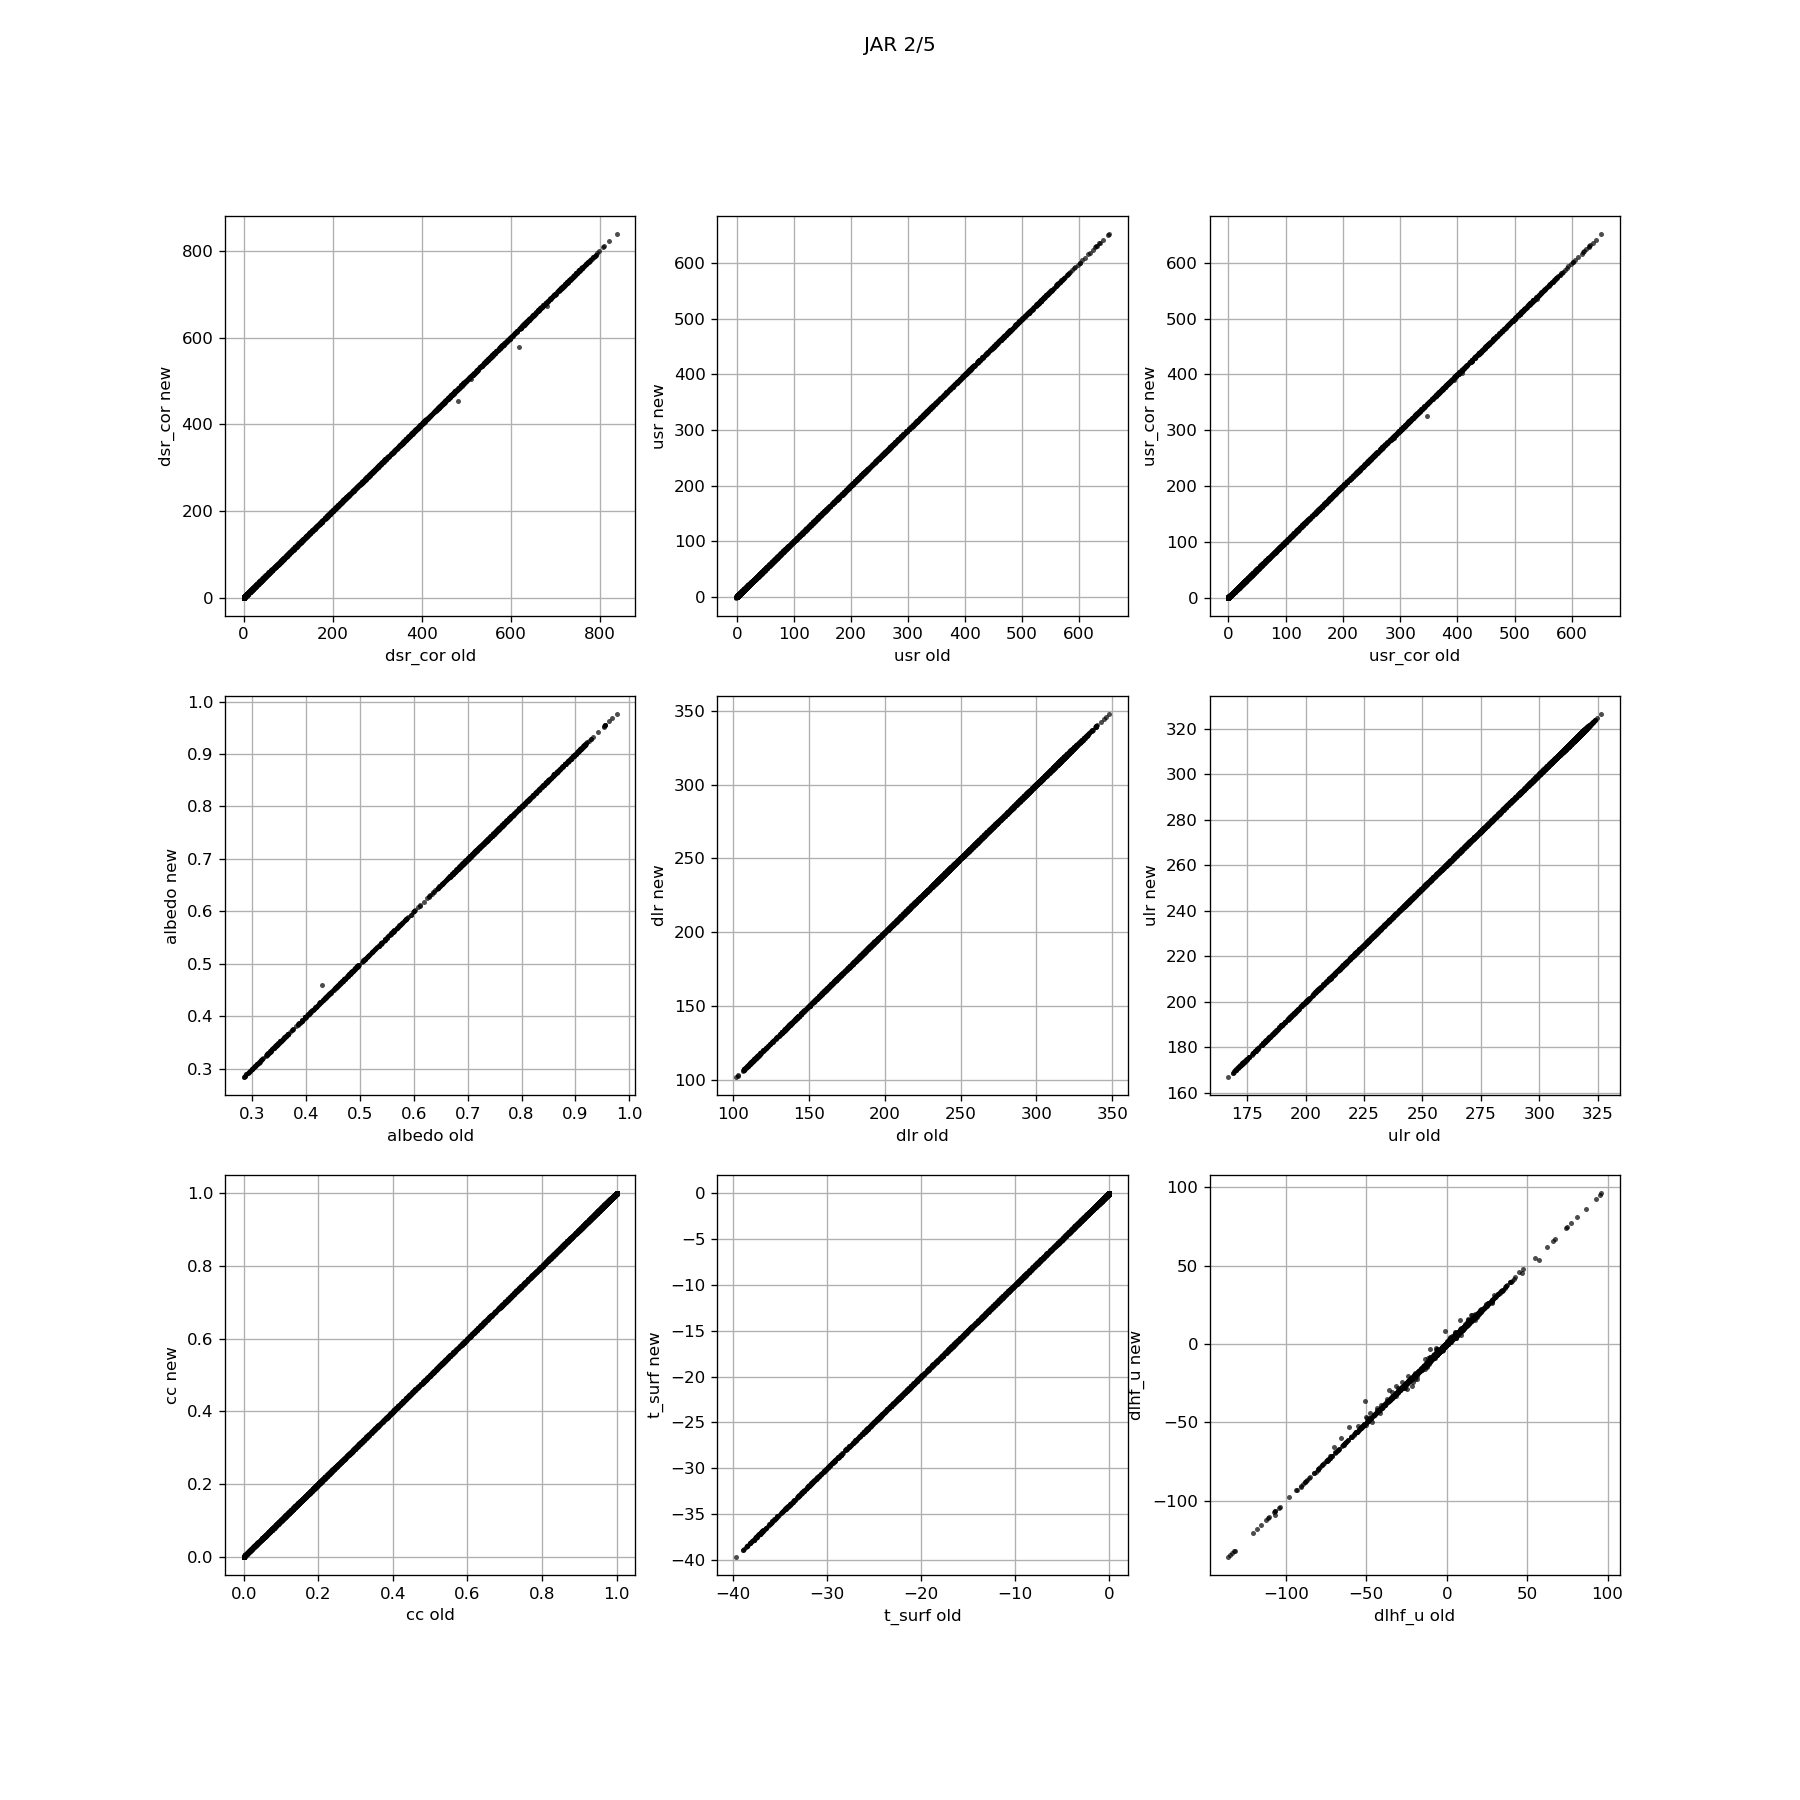 JAR 2/5
dsr_cor new
800
600
400
200
0
0 200 400 600 800
dsr_cor old
usr new
600
500
400
300
200
100
0
0 100 200 300 400 500 600
usr old
usr_cor new
600
500
400
300
200
100
0
0 100 200 300 400 500 600
usr_cor old
albedo new
1.0
0.9
0.8
0.7
0.6
0.5
0.4
0.3
0.3 0.4 0.5 0.6 0.7 0.8 0.9 1.0
albedo old
dlr new
350
300
250
200
150
100
100 150 200 250 300 350
dlr old
ulr new
320
300
280
260
240
220
200
180
160
175 200 225 250 275 300 325
ulr old
cc new
1.0
0.8
0.6
0.4
0.2
0.0
0.0 0.2 0.4 0.6 0.8 1.0
cc old
t_surf new
0
−5
−10
−15
−20
−25
−30
−35
−40
−40 −30 −20 −10 0
t_surf old
dlhf_u new
100
50
0
−50
−100
−100 −50 0 50 100
dlhf_u old